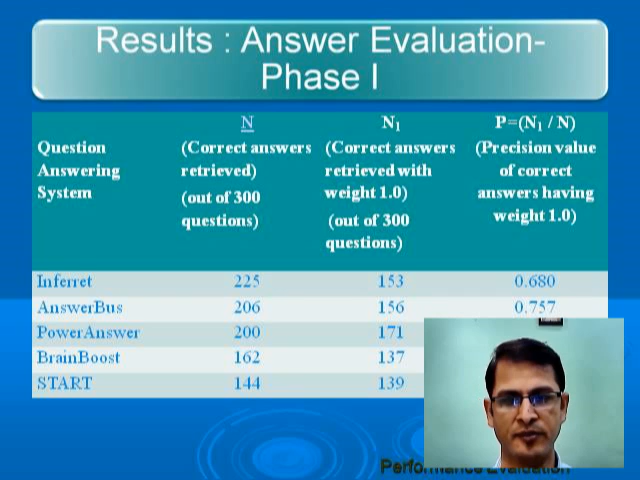 Results : Answer Evaluation-
Phase I
Question Answering System
N
(Correct answers retrieved)
(out of 300 questions)
N₁
(Correct answers retrieved with weight 1.0)
(out of 300 questions)
P=(N₁ / N)
(Precision value of correct answers having weight 1.0)
Inferret 225 153 0.680
AnswerBus 206 156 0.757
PowerAnswer 200 171
BrainBoost 162 137
START 144 139
Performance Evaluation